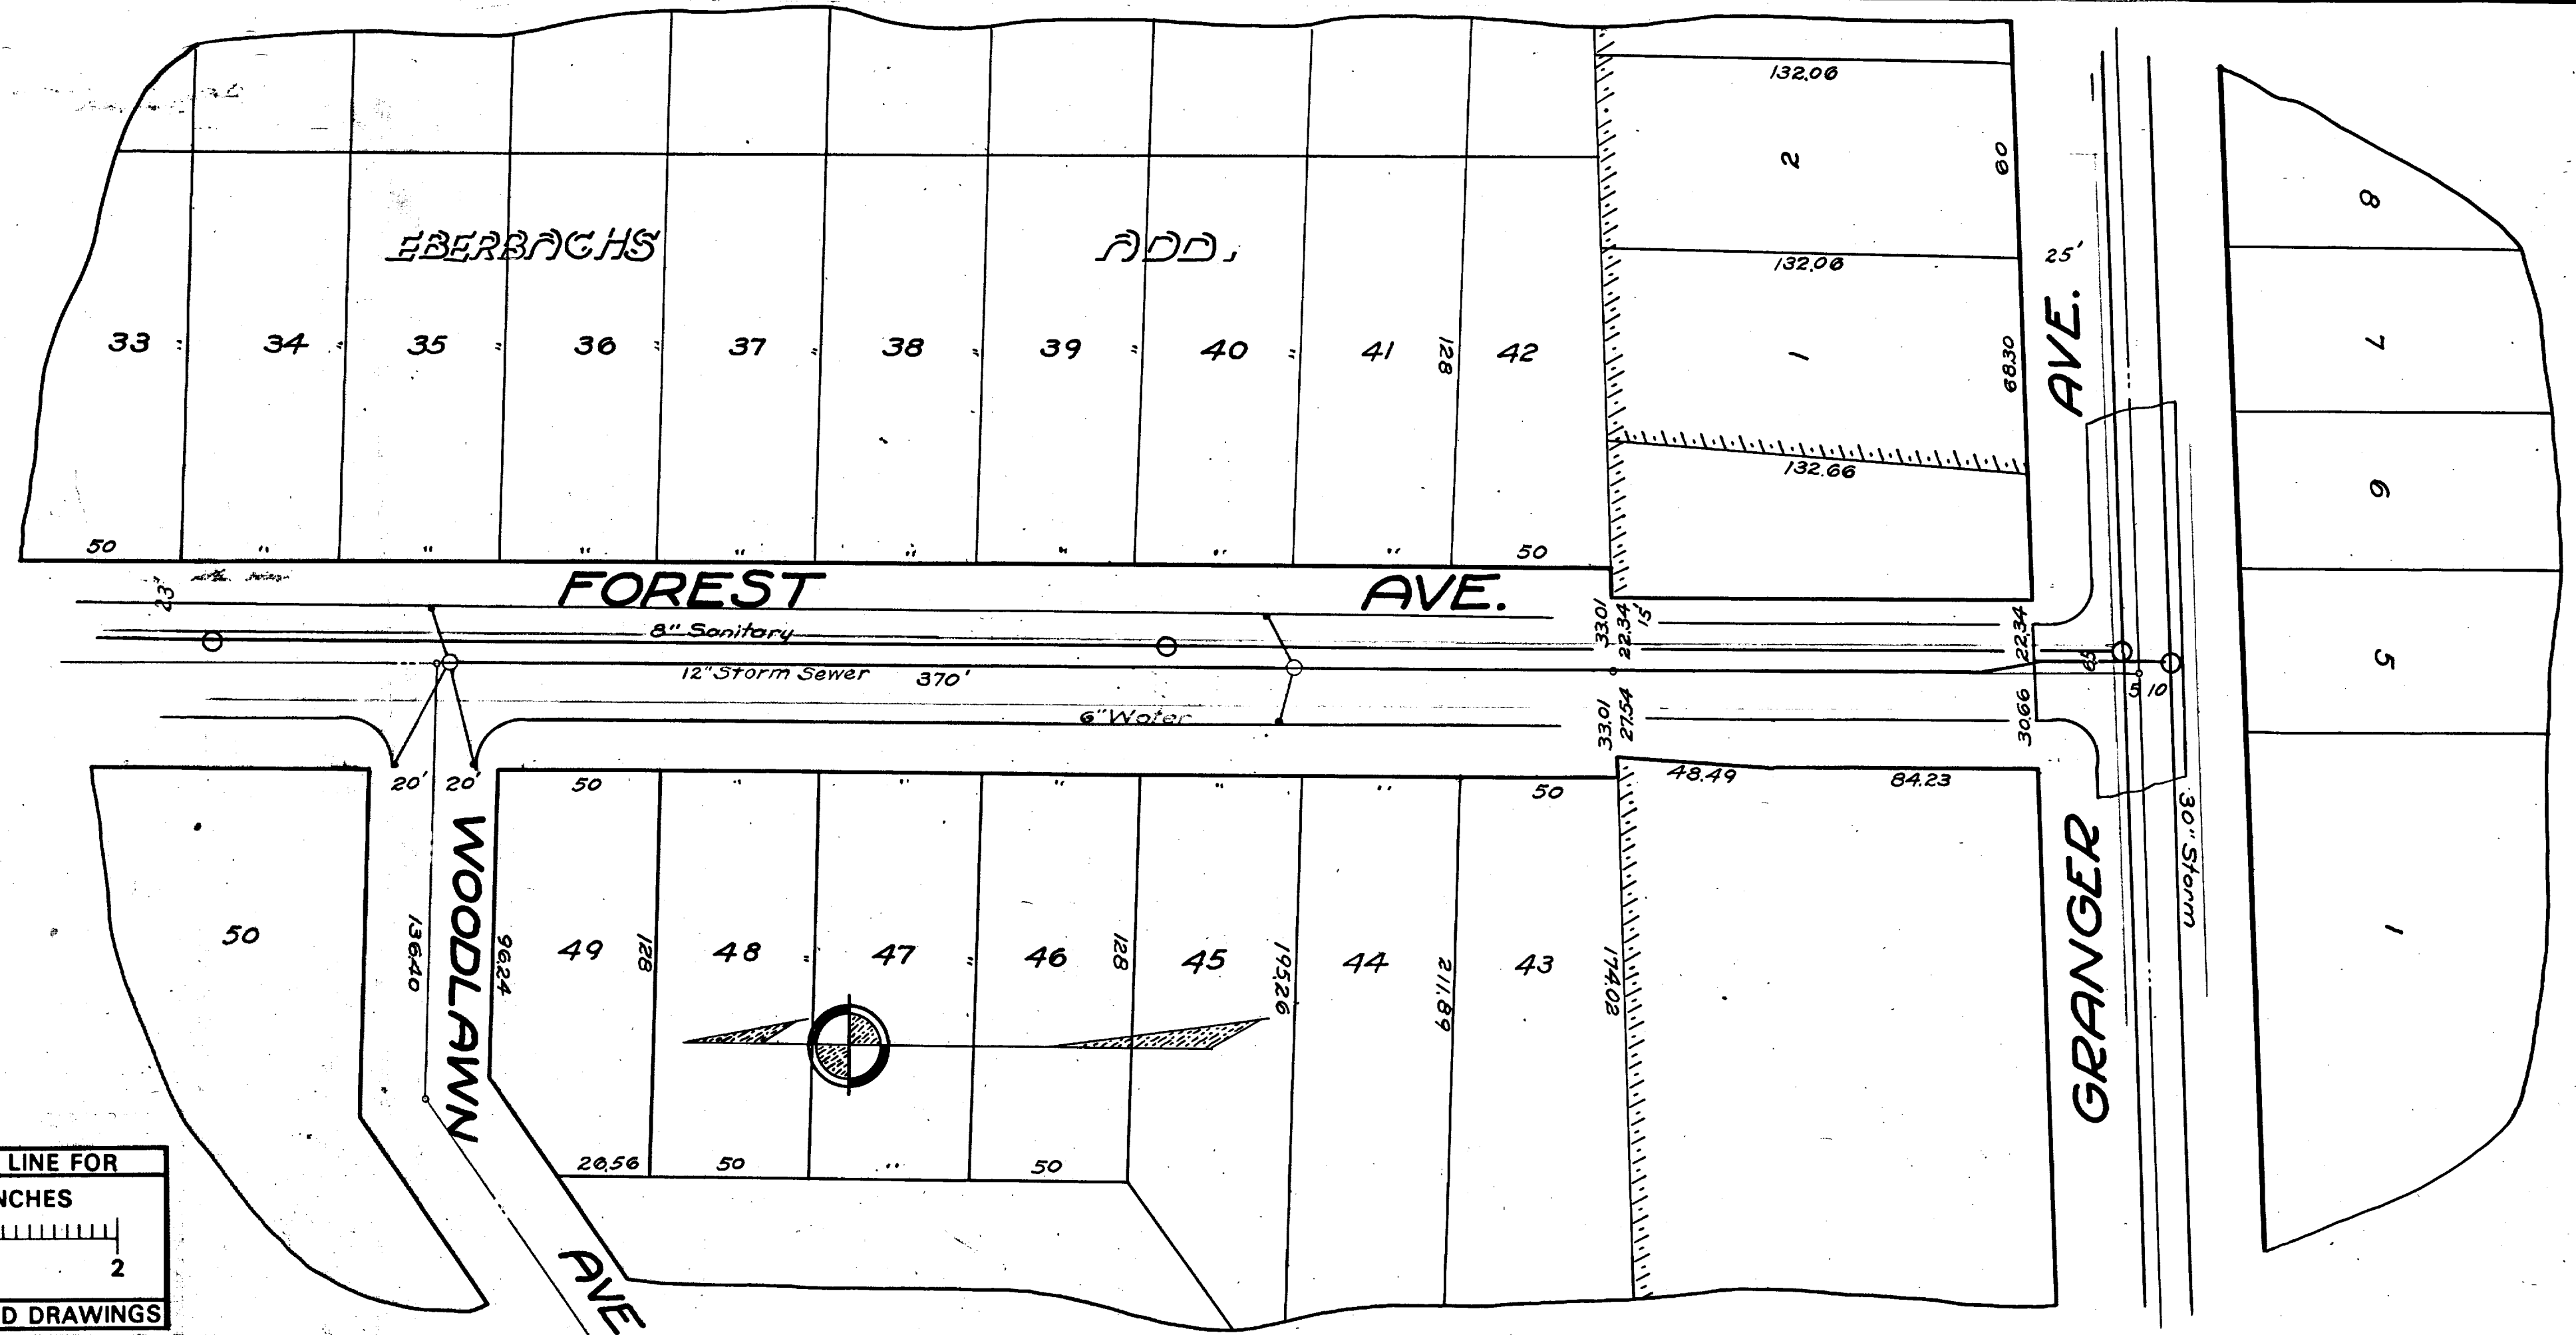 132.06
2
60
8
EBERBACHS ADD.
132.06
25'
33 " 34 " 35 " 36 " 37 " 38 " 39 " 40 " 41 128 42
1
68.30
AVE.
7
132.66
6
50 " " " " " " " " 50
23'
FOREST AVE.
33.01
22.34
15'
22.34
8" Sanitary
12" Storm Sewer 370'
65
5 10
5
6" Water
33.01
27.54
30.66
20' 20'
50 " " " " " 50
48.49 84.23
30" Storm
WOODLAWN
AVE
GRANGER
50
136.40
96.24
49 128 48 " 47 " 46 128 45 195.26 44 211.89 43 174.02
1
26.56 50 " 50
LINE FOR
NCHES
2
D DRAWINGS